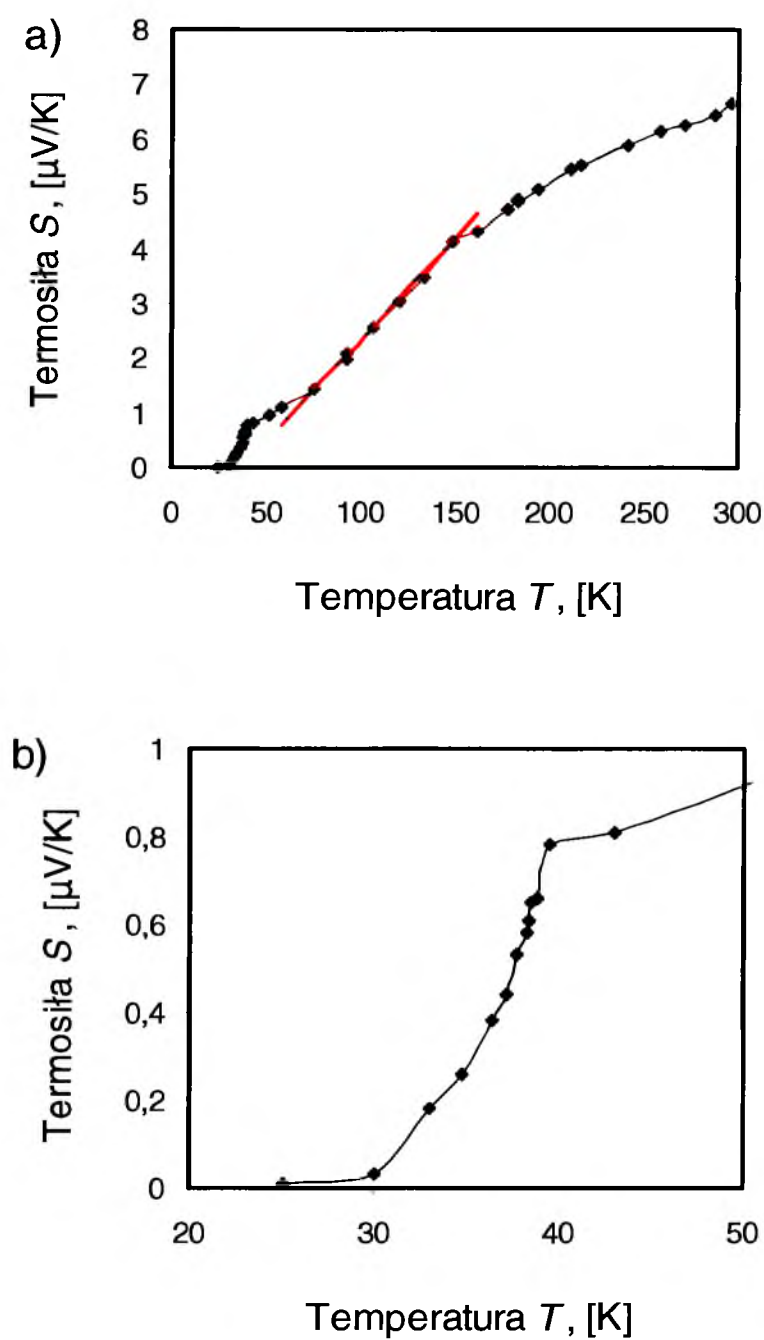 a)
8
7
6
5
4
3
2
1
0
Termosiła S, [µV/K]
0 50 100 150 200 250 300
Temperatura T, [K]
b)
1
0,8
0,6
0,4
0,2
0
Termosiła S, [µV/K]
20 30 40 50
Temperatura T, [K]